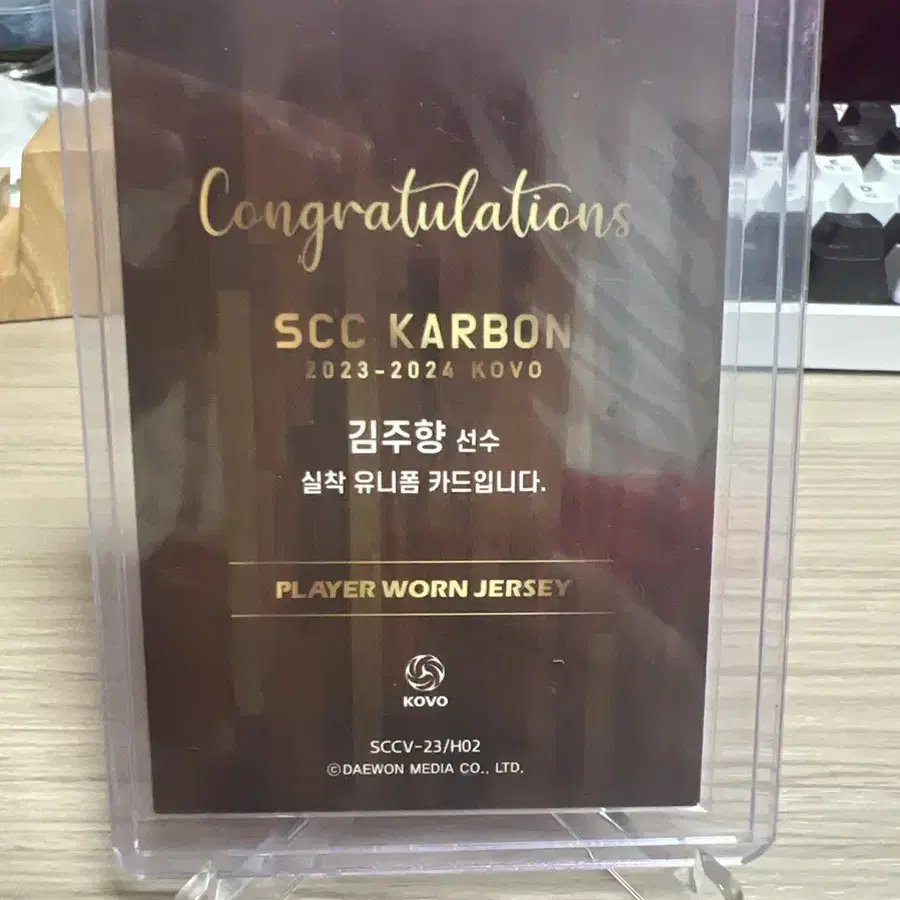 Congratulations
SCC KARBON
2023-2024 KOVO
김주향 선수
실착 유니폼 카드입니다.
PLAYER WORN JERSEY
KOVO
SCCV-23/H02
©DAEWON MEDIA CO., LTD.